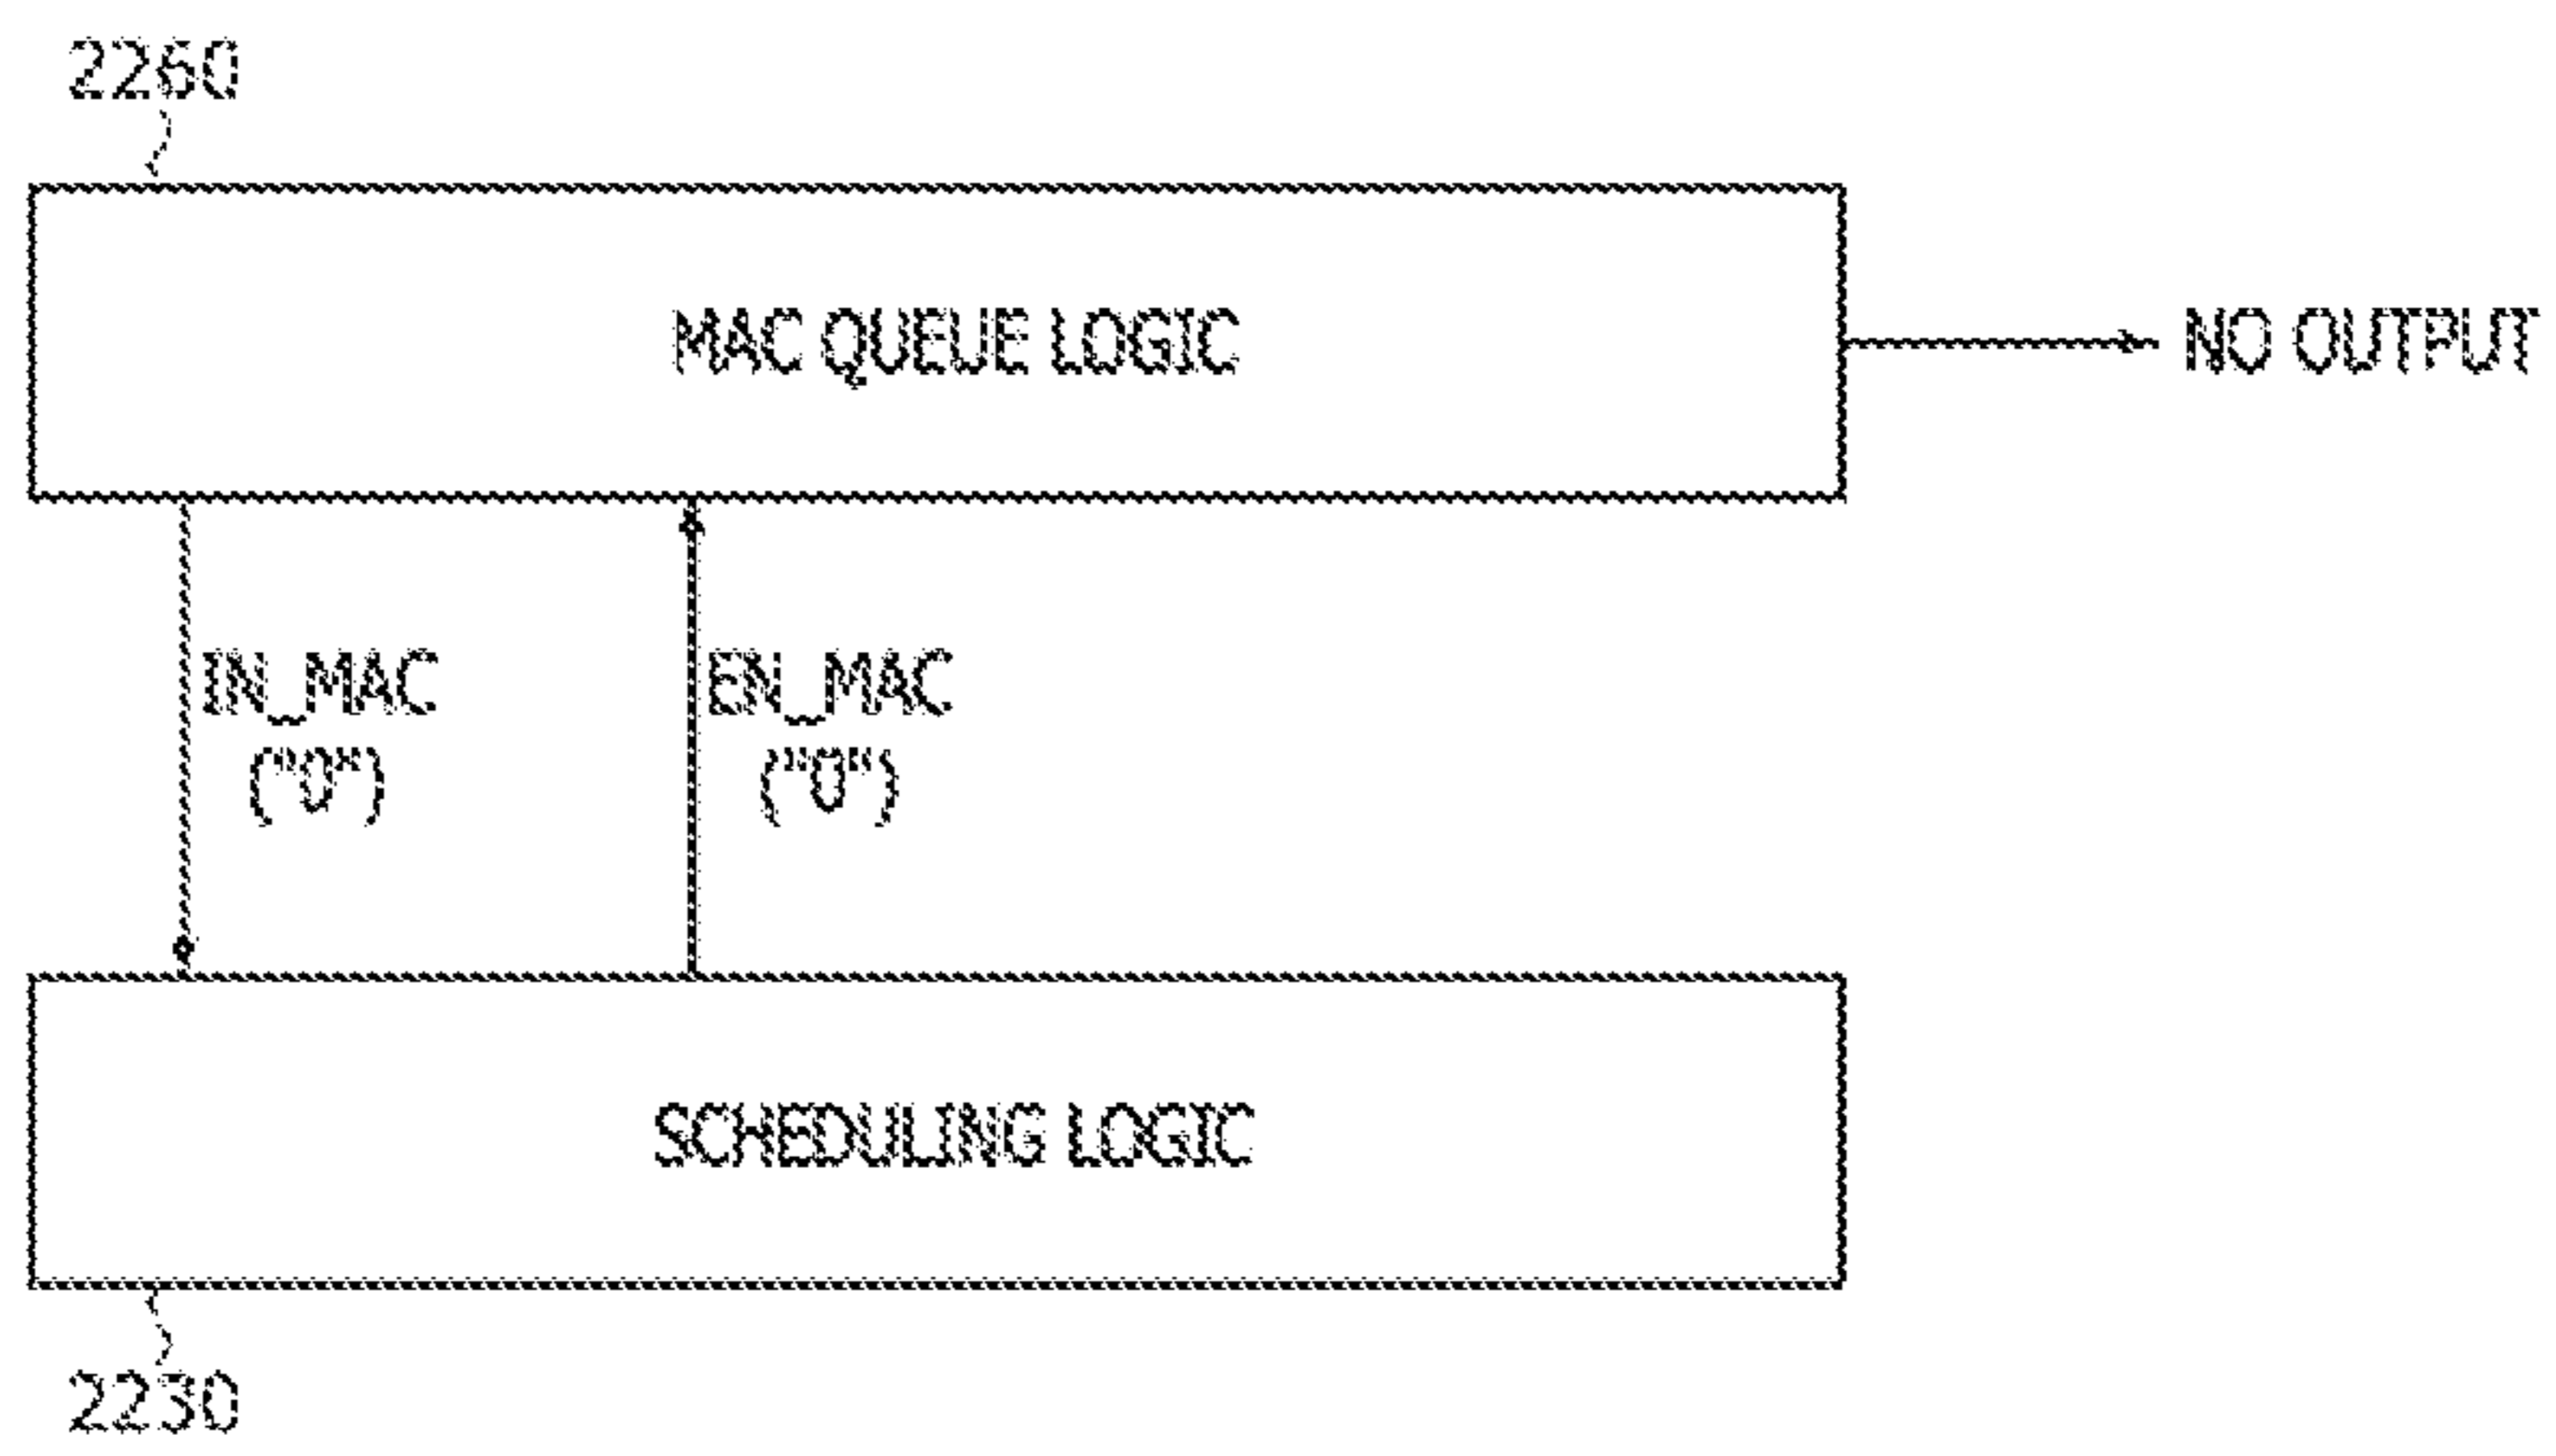 2260
MAC QUEUE LOGIC
NO OUTPUT
IN_MAC
("0")
EN_MAC
("0")
SCHEDULING LOGIC
2230